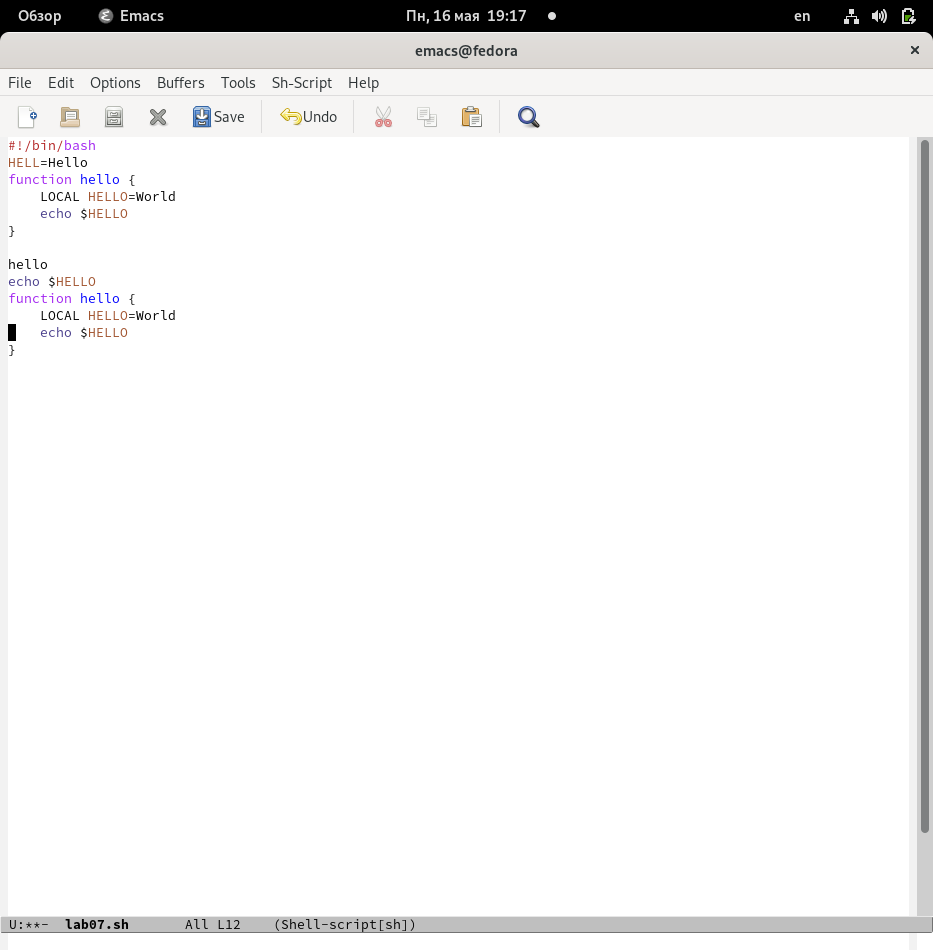 Обзор Emacs Пн, 16 мая 19:17 en
emacs@fedora
File Edit Options Buffers Tools Sh-Script Help
Save Undo
#!/bin/bash
HELL=Hello
function hello {
    LOCAL HELLO=World
    echo $HELLO
}

hello
echo $HELLO
function hello {
    LOCAL HELLO=World
    echo $HELLO
}
U:**- lab07.sh All L12 (Shell-script[sh])